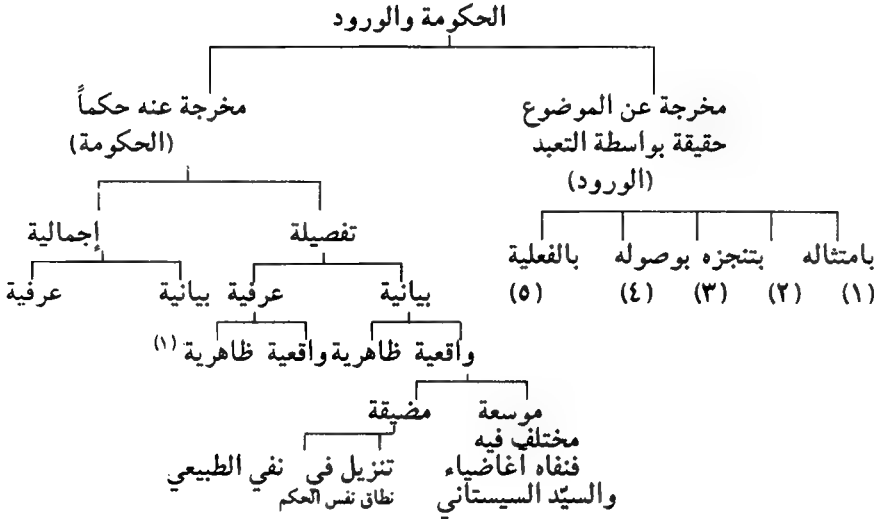 الحكومة والورود
مخرجة عن الموضوع
حقيقة بواسطة التعبد
(الورود)
مخرجة عنه حكماً
(الحكومة)
بامتثاله بتنجزه بوصوله بالفعلية
(١) (٢) (٣) (٤) (٥)
تفصيلة إجمالية
بيانية عرفية بيانية عرفية
واقعية ظاهرية واقعية ظاهرية (١)
موسعة مضيقة
مختلف فيه
فنفاه آغاضياء
والسيّد السيستاني
تنزيل في نفي الطبيعي
نطاق نفس الحكم